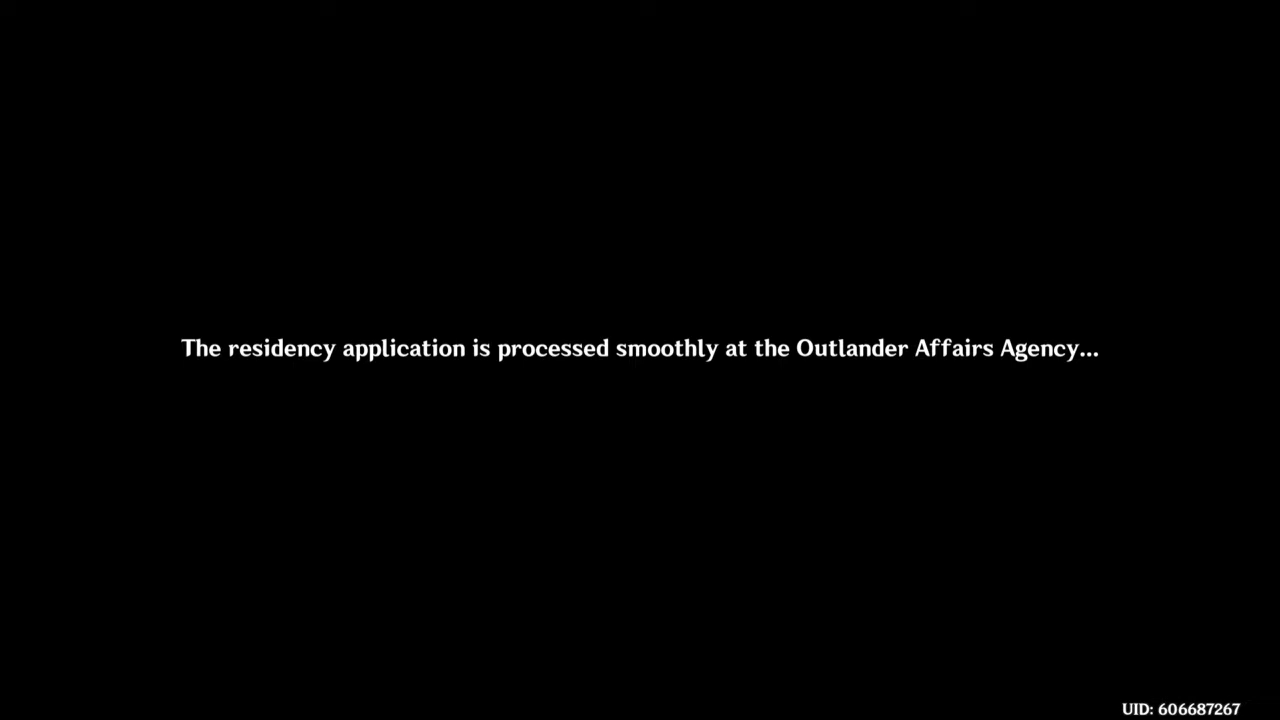 The residency application is processed smoothly at the Outlander Affairs Agency...
UID: 606687267